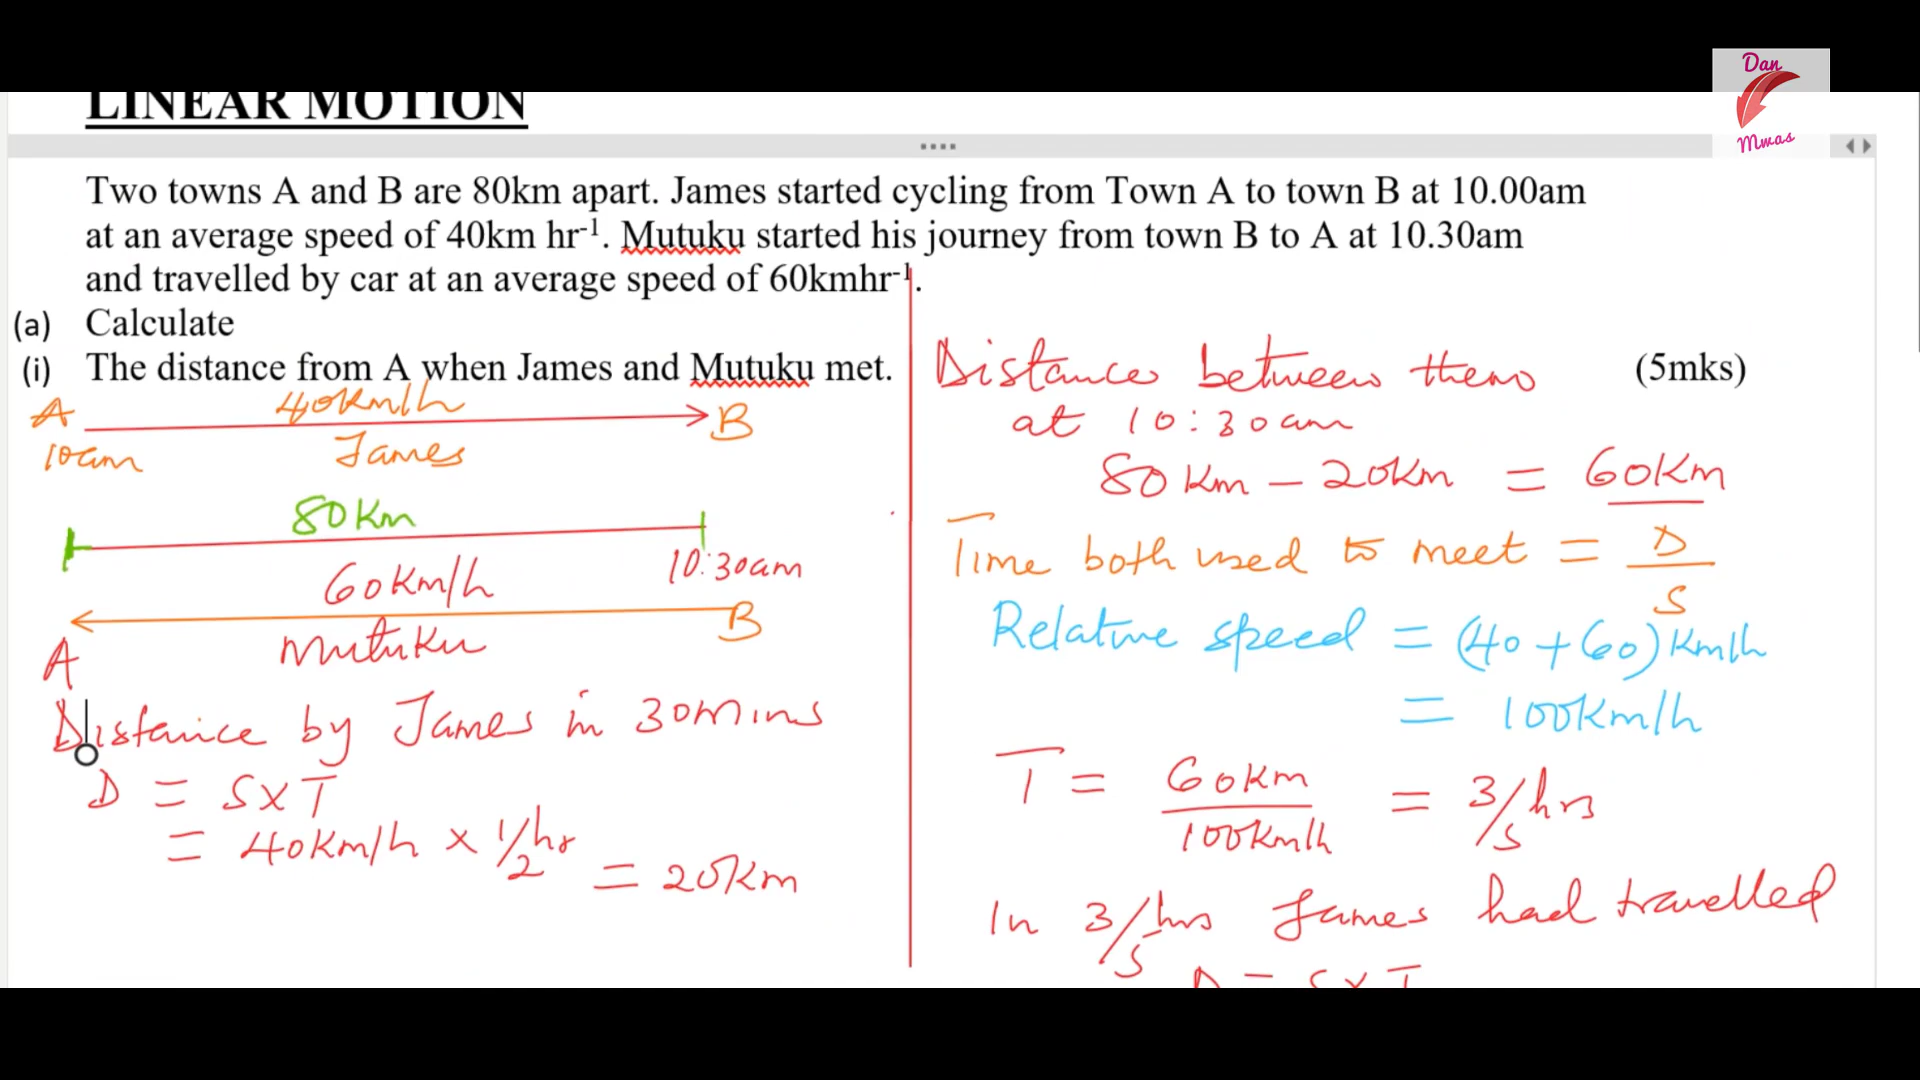 Dan
Mwas
LINEAR MOTION
Two towns A and B are 80km apart. James started cycling from Town A to town B at 10.00am
at an average speed of 40km hr-1. Mutuku started his journey from town B to A at 10.30am
and travelled by car at an average speed of 60kmhr-1.
(a) Calculate
(i) The distance from A when James and Mutuku met. (5mks)
A 40km/h B
10am James
80km
60km/h 10:30am
Mutuku B
A
Distance by James in 30mins
D = S x T
= 40km/h x 1/2hr
= 20km
Distance between them
at 10:30am
80km - 20km = 60km
Time both used to meet = D/S
Relative speed = (40+60)km/h
= 100km/h
T = 60km/100km/h = 3/5hrs
In 3/5hrs James had travelled
D = S x T